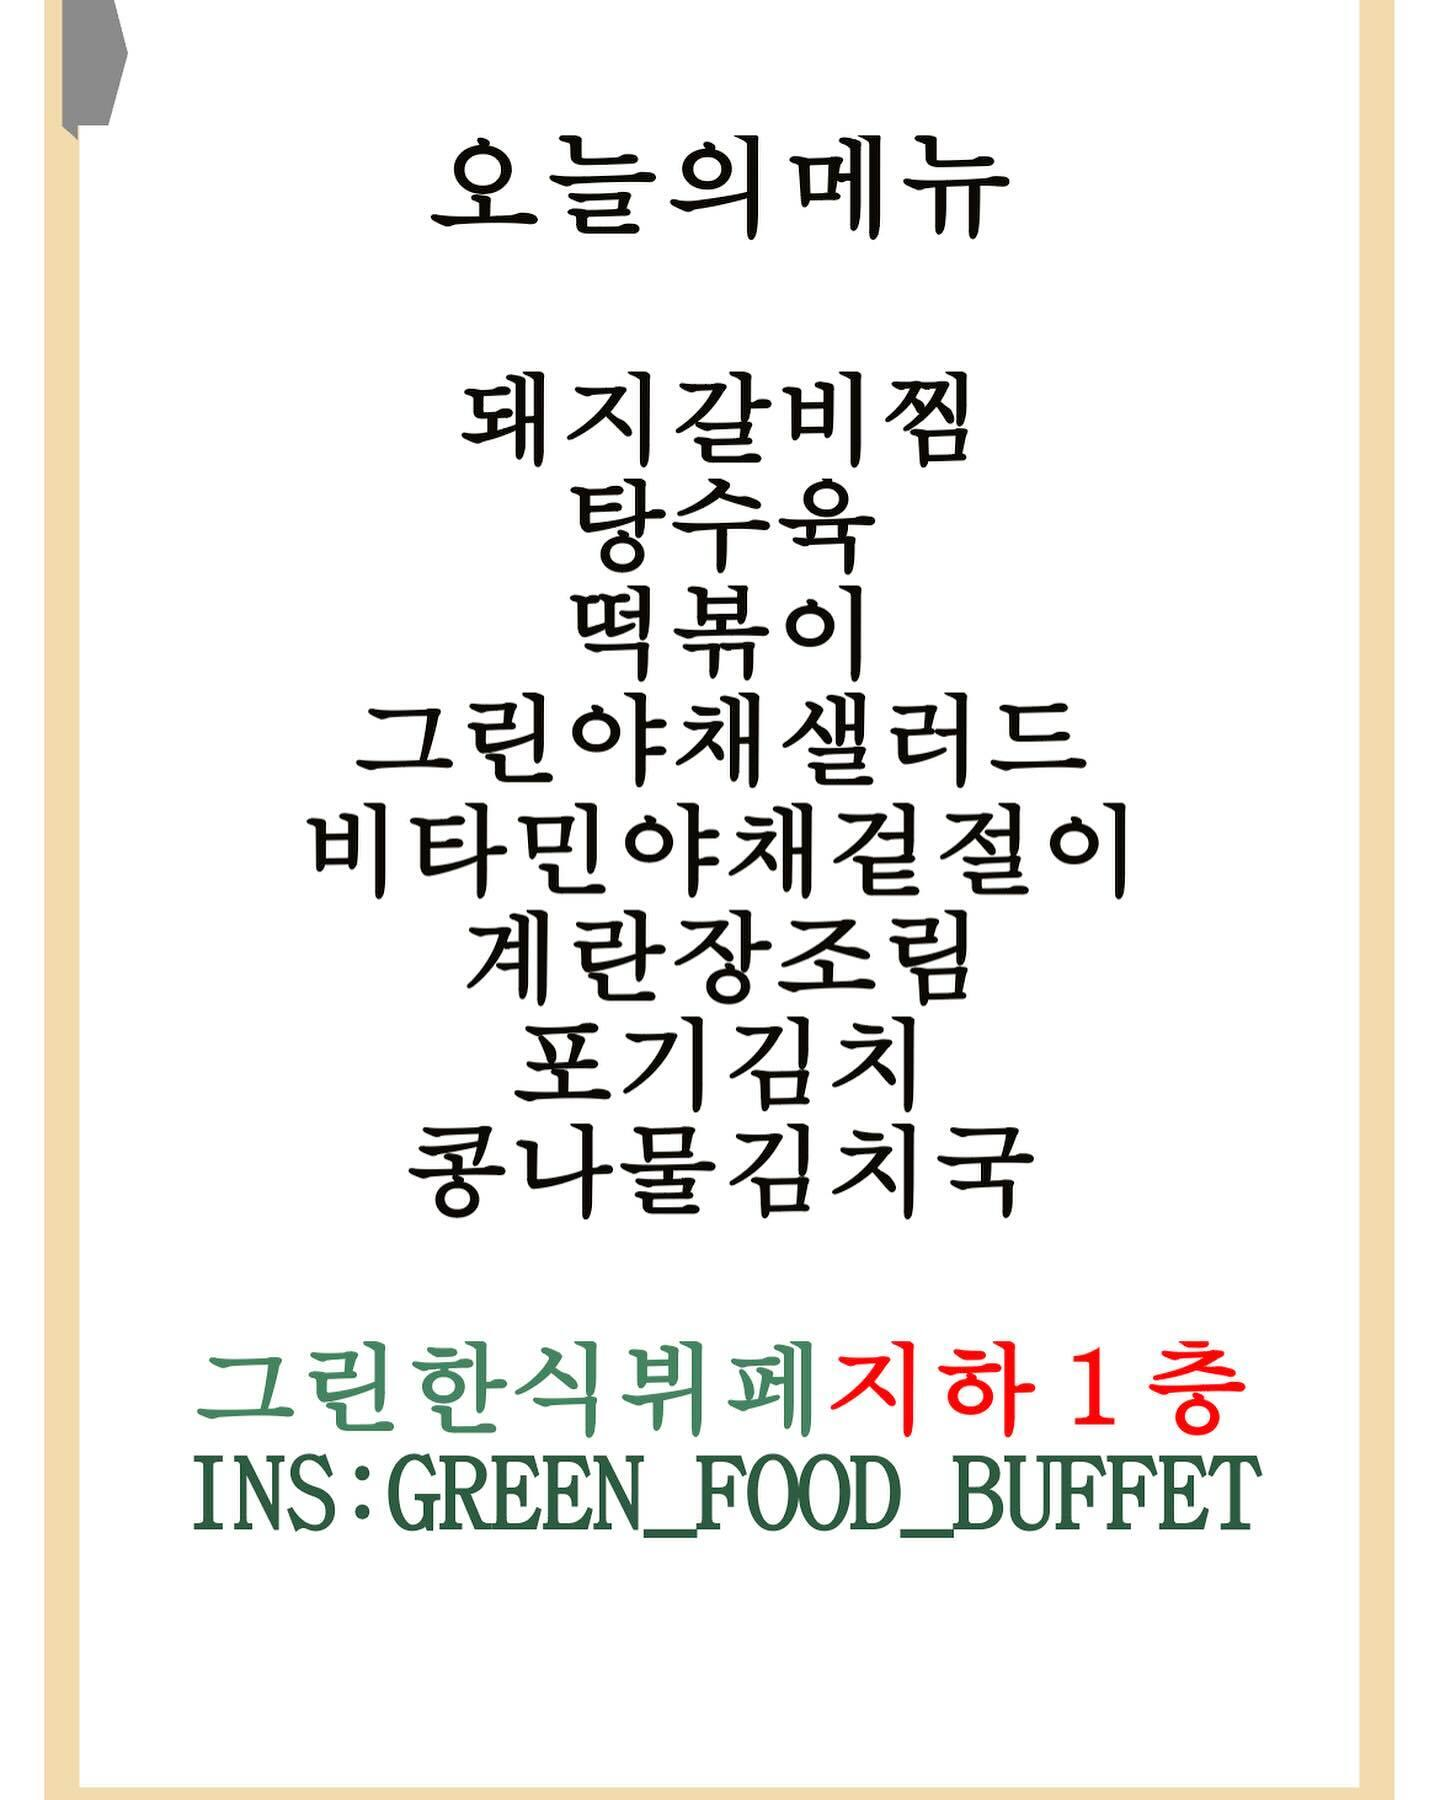 오늘의메뉴
돼지갈비찜
탕수육
떡볶이
그린야채샐러드
비타민야채겉절이
계란장조림
포기김치
콩나물김치국
그린한식뷔페지하1층
INS:GREEN_FOOD_BUFFET